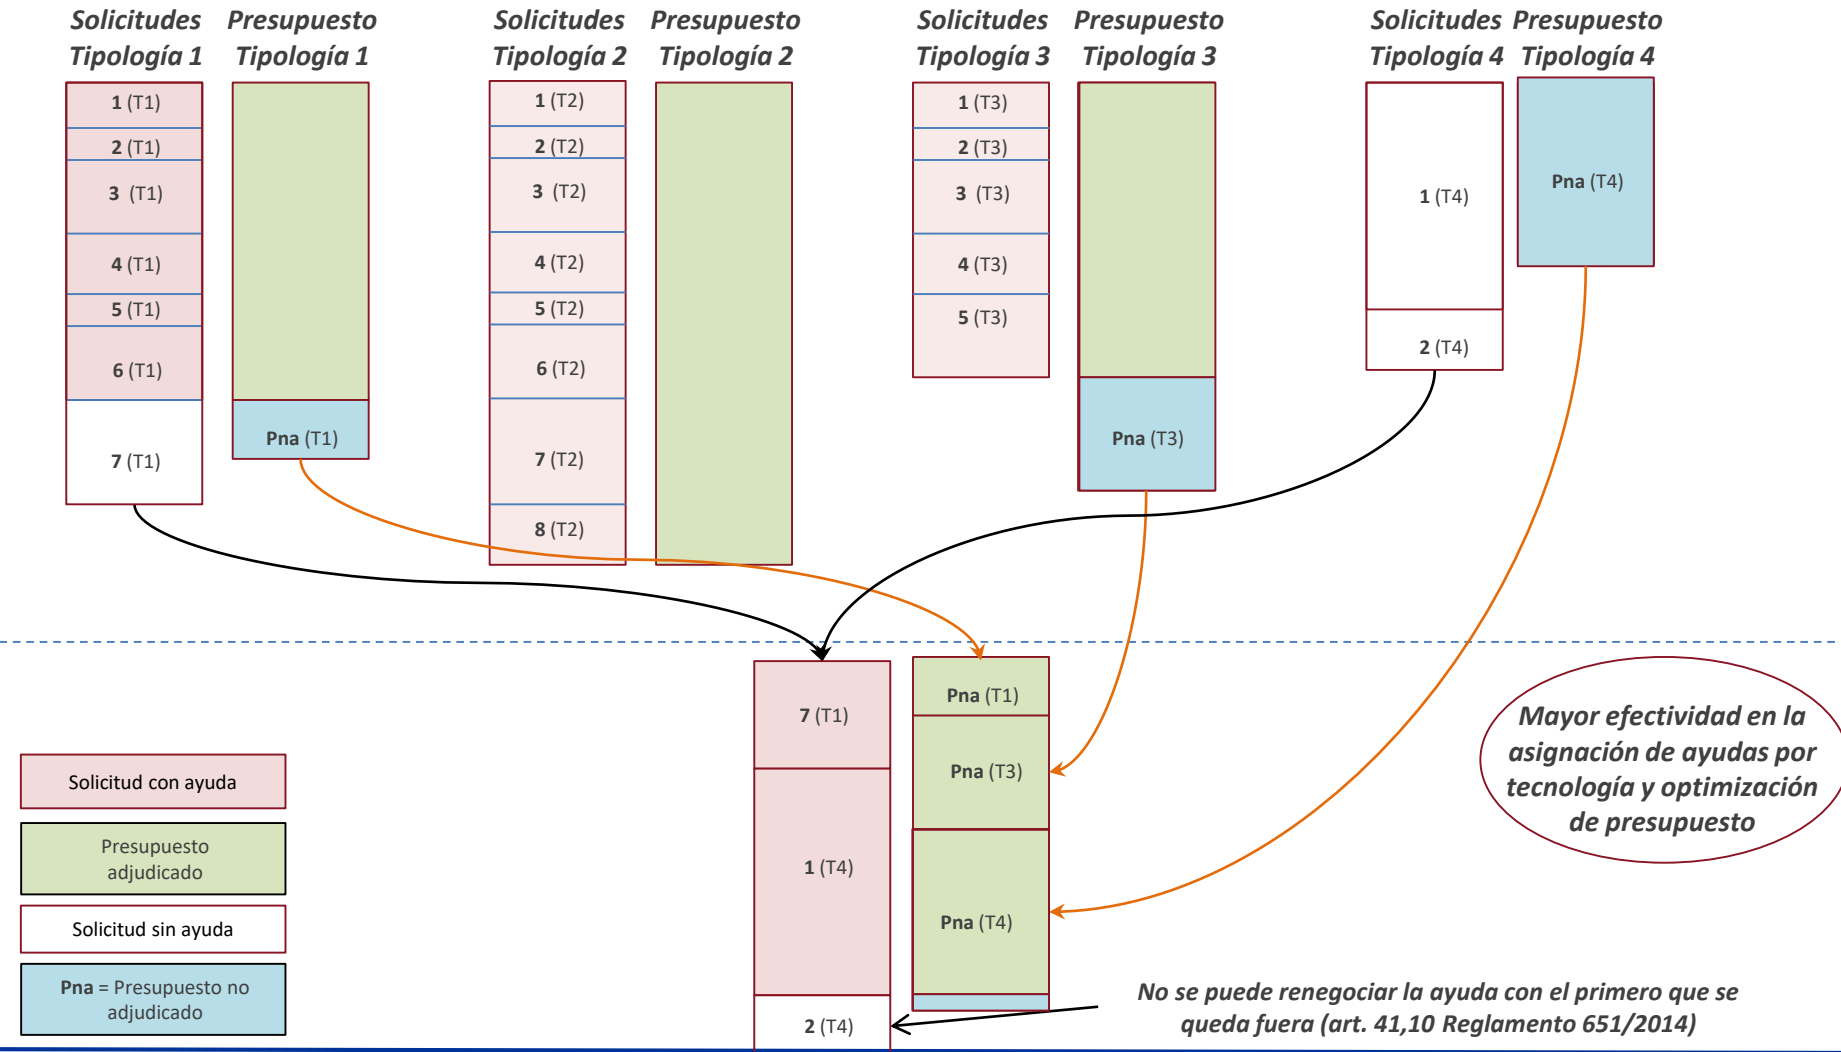 Solicitudes
Tipología 1
Presupuesto
Tipología 1
Solicitudes
Tipología 2
Presupuesto
Tipología 2
Solicitudes
Tipología 3
Presupuesto
Tipología 3
Solicitudes
Tipología 4
Presupuesto
Tipología 4
1 (T1)
2 (T1)
3 (T1)
4 (T1)
5 (T1)
6 (T1)
7 (T1)
Pna (T1)
1 (T2)
2 (T2)
3 (T2)
4 (T2)
5 (T2)
6 (T2)
7 (T2)
8 (T2)
1 (T3)
2 (T3)
3 (T3)
4 (T3)
5 (T3)
Pna (T3)
1 (T4)
2 (T4)
Pna (T4)
7 (T1)
1 (T4)
2 (T4)
Pna (T1)
Pna (T3)
Pna (T4)
Mayor efectividad en la
asignación de ayudas por
tecnología y optimización
de presupuesto
Solicitud con ayuda
Presupuesto
adjudicado
Solicitud sin ayuda
Pna = Presupuesto no
adjudicado
No se puede renegociar la ayuda con el primero que se
queda fuera (art. 41,10 Reglamento 651/2014)